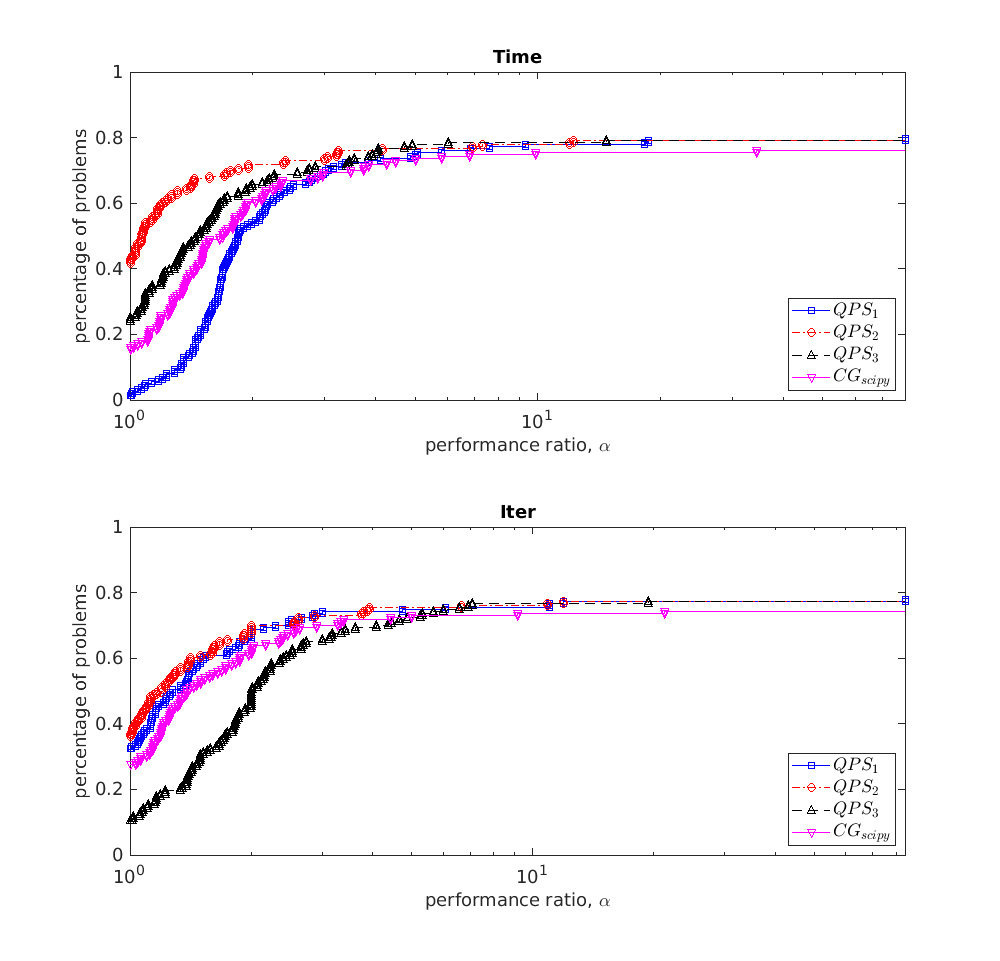 Time
percentage of problems
1
0.8
0.6
0.4
0.2
0
10^0
10^1
performance ratio, α
QPS_1
QPS_2
QPS_3
CG_scipy
Iter
percentage of problems
1
0.8
0.6
0.4
0.2
0
10^0
10^1
performance ratio, α
QPS_1
QPS_2
QPS_3
CG_scipy